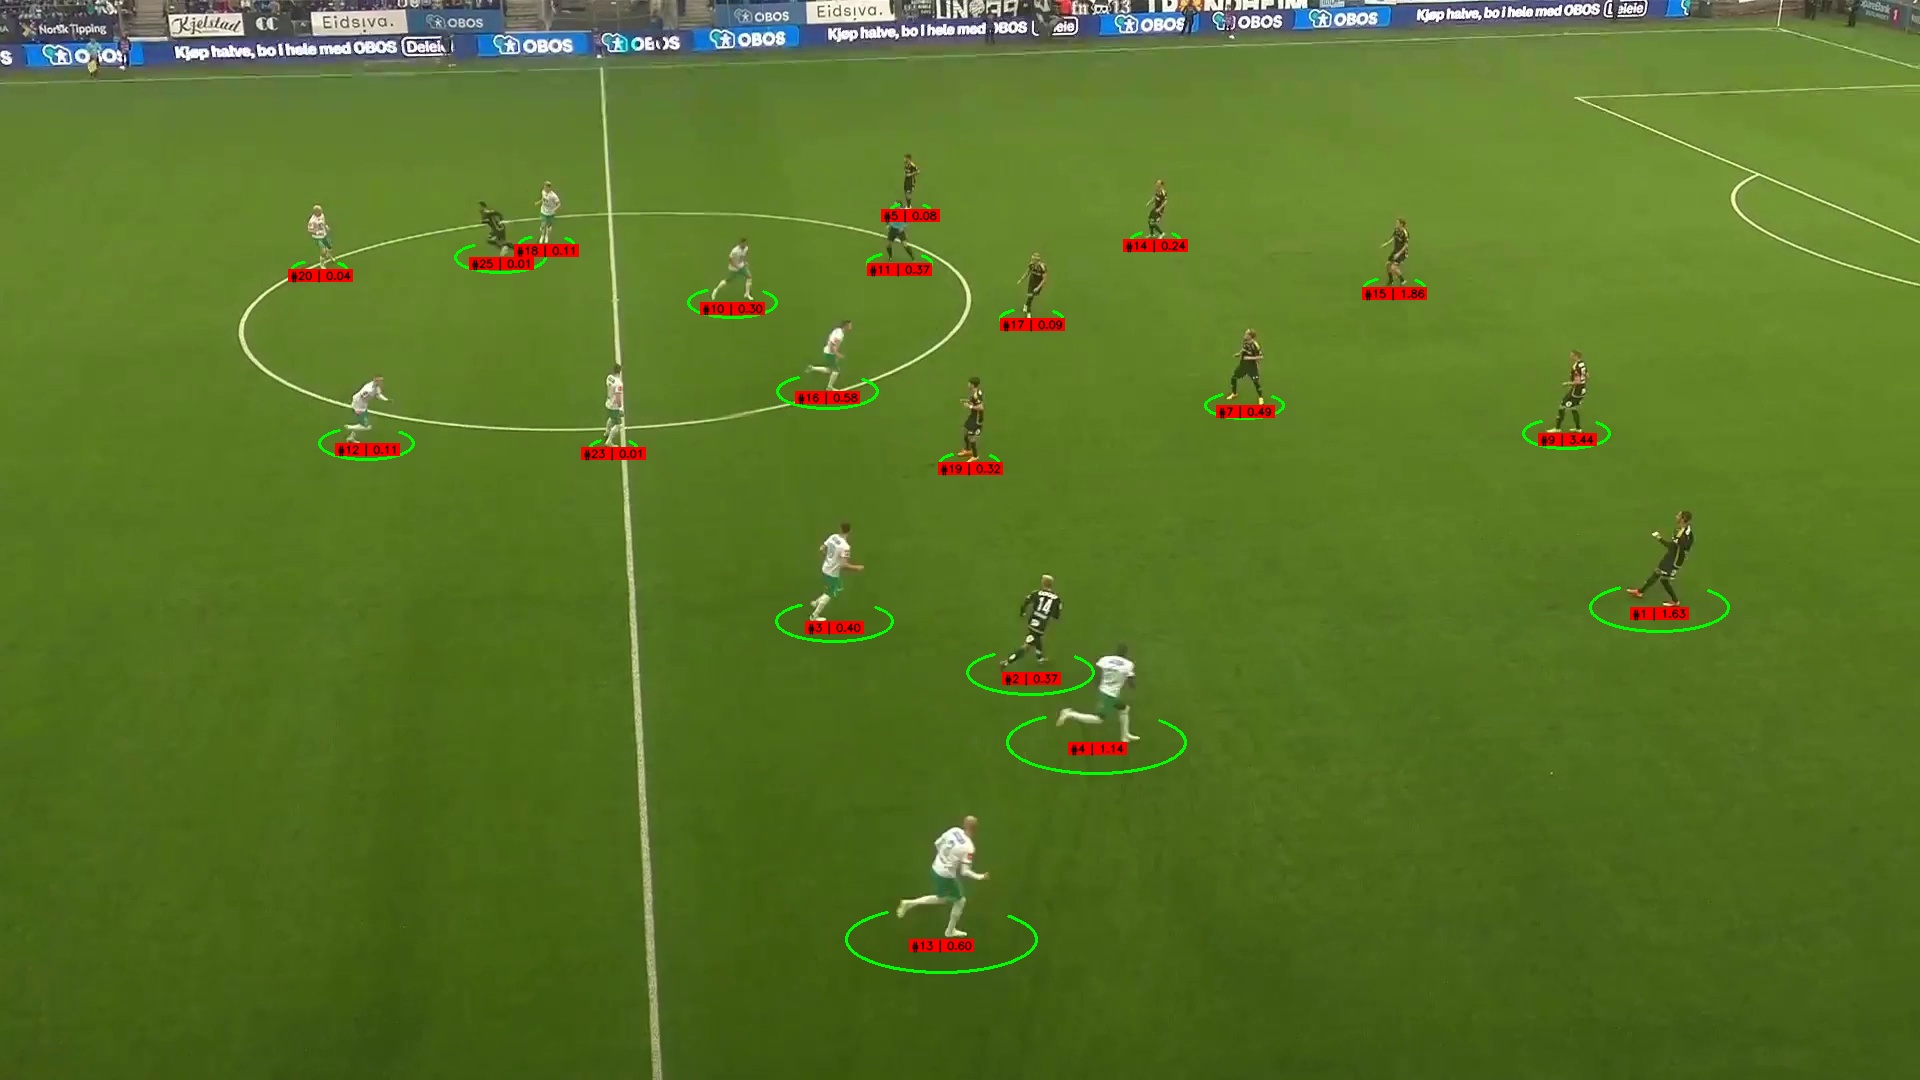 Kjelstad
CC
Eidsiva.
OBOS
OBOS
Eidsiva.
Norsk Tipping
S
OBOS
Kjøp halve, bo i hele med OBOS
OBOS
OBOS
OBOS
Kjøp halve, bo i hele med OBOS
OBOS
OBOS
OBOS
Kjøp halve, bo i hele med OBOS Deleie
#5 | 0.08
#18 | 0.11
#14 | 0.24
#25 | 0.01
#11 | 0.37
#20 | 0.04
#15 | 1.86
#10 | 0.30
#17 | 0.09
#16 | 0.58
#7 | 0.49
#9 | 3.44
#12 | 0.11
#23 | 0.01
#19 | 0.32
14
#1 | 1.63
#3 | 0.40
#2 | 0.37
#4 | 1.14
#13 | 0.60